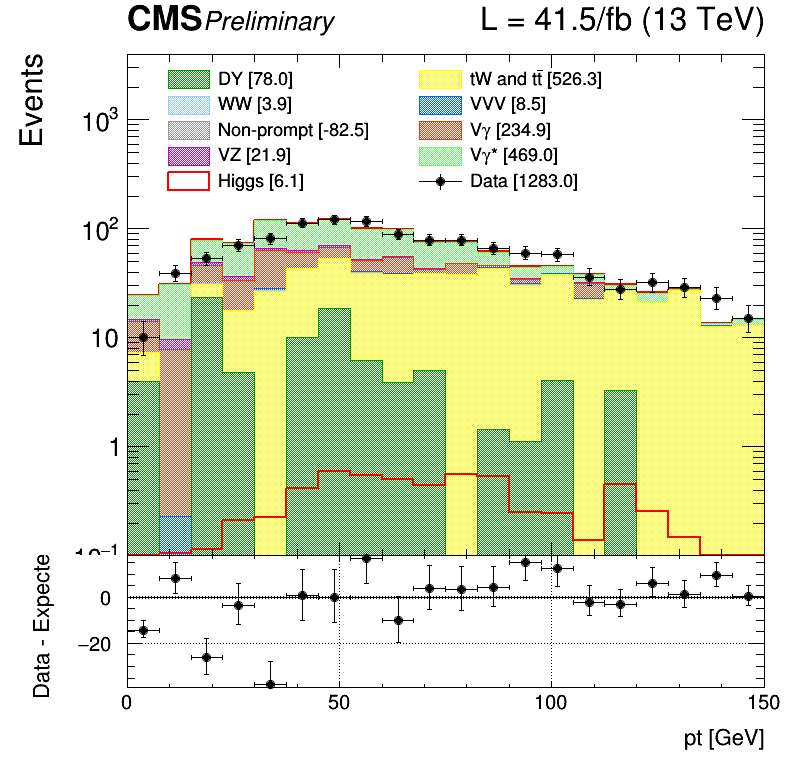 CMS Preliminary L = 41.5/fb (13 TeV)
Events
DY [78.0] tW and tt̄ [526.3]
WW [3.9] VVV [8.5]
Non-prompt [-82.5] Vγ [234.9]
VZ [21.9] Vγ* [469.0]
Higgs [6.1] Data [1283.0]
10³
10²
10
1
10⁻¹
Data - Expecte
0
−20
0 50 100 150
pt [GeV]